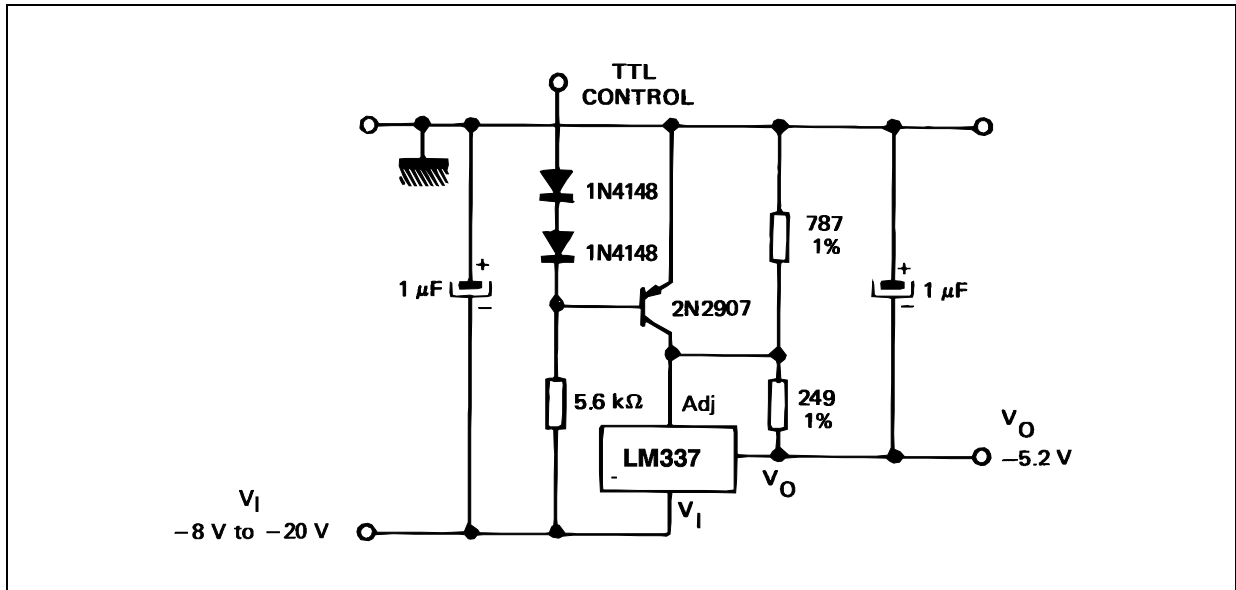 TTL
CONTROL
1N4148
1N4148
787
1%
1 μF
+
−
2N2907
+
−
1 μF
5.6 kΩ
Adj
249
1%
LM337
-
V_O
V_O
−5.2 V
V_I
V_I
−8 V to −20 V